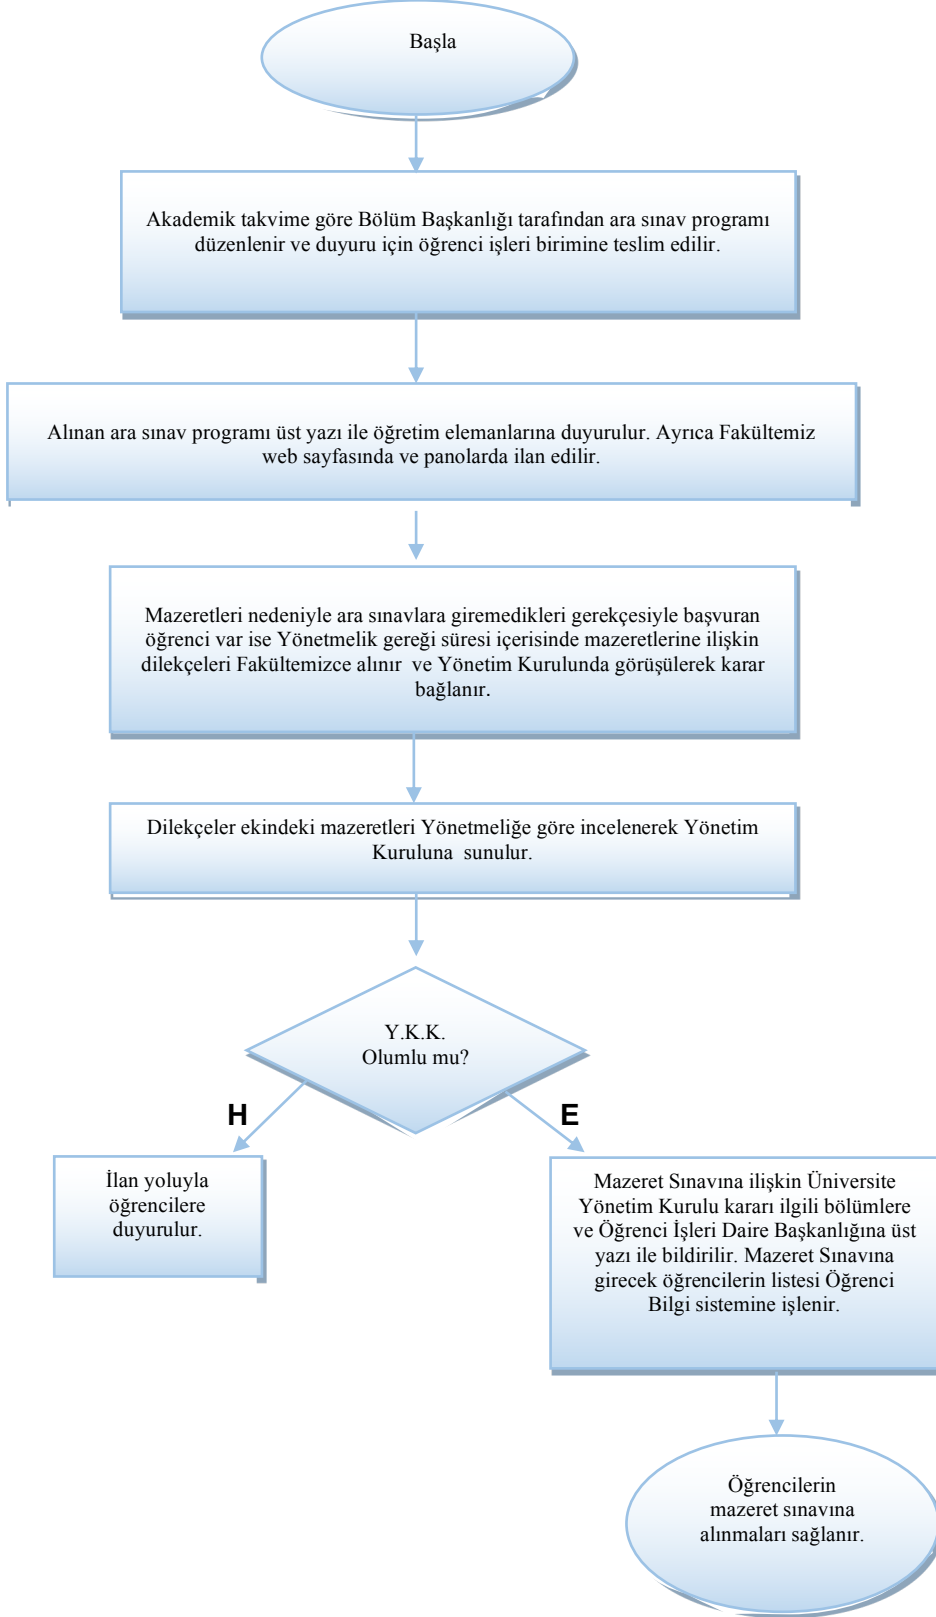 Başla
Akademik takvime göre Bölüm Başkanlığı tarafından ara sınav programı
düzenlenir ve duyuru için öğrenci işleri birimine teslim edilir.
Alınan ara sınav programı üst yazı ile öğretim elemanlarına duyurulur. Ayrıca Fakültemiz
web sayfasında ve panolarda ilan edilir.
Mazeretleri nedeniyle ara sınavlara giremedikleri gerekçesiyle başvuran
öğrenci var ise Yönetmelik gereği süresi içerisinde mazeretlerine ilişkin
dilekçeleri Fakültemizce alınır  ve Yönetim Kurulunda görüşülerek karar
bağlanır.
Dilekçeler ekindeki mazeretleri Yönetmeliğe göre incelenerek Yönetim
Kuruluna  sunulur.
Y.K.K.
Olumlu mu?
H
E
İlan yoluyla
öğrencilere
duyurulur.
Mazeret Sınavına ilişkin Üniversite
Yönetim Kurulu kararı ilgili bölümlere
ve Öğrenci İşleri Daire Başkanlığına üst
yazı ile bildirilir. Mazeret Sınavına
girecek öğrencilerin listesi Öğrenci
Bilgi sistemine işlenir.
Öğrencilerin
mazeret sınavına
alınmaları sağlanır.